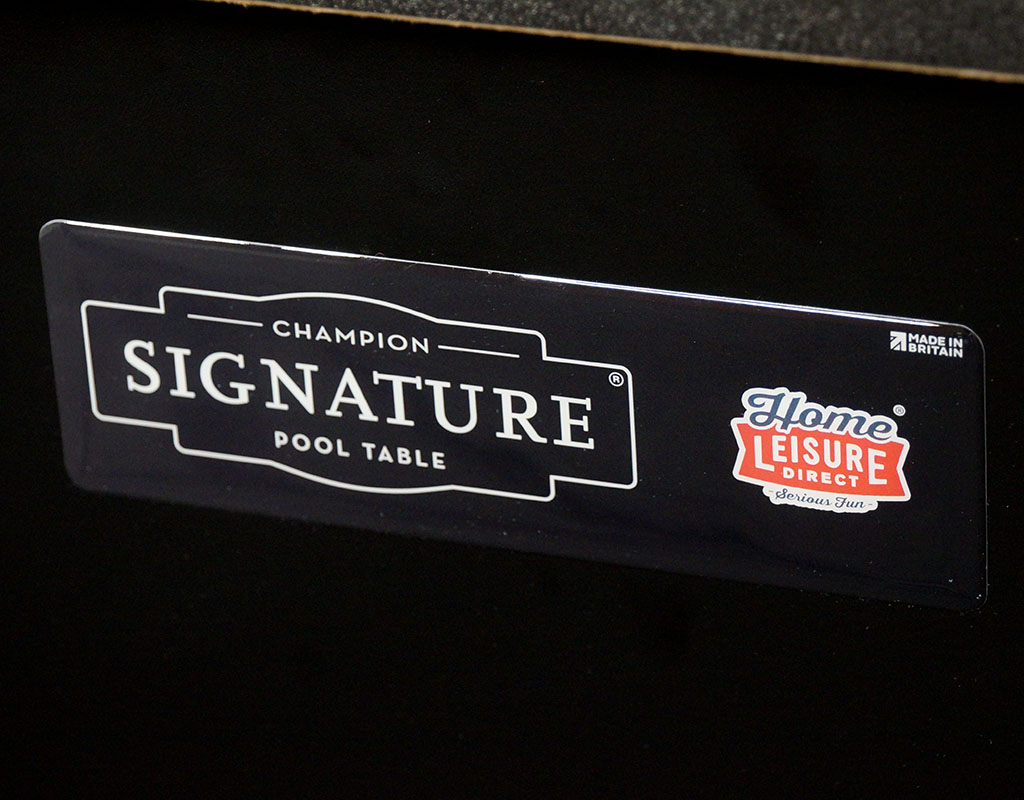 CHAMPION
SIGNATURE®
POOL TABLE
MADE IN
BRITAIN
Home®
LEISURE
DIRECT
-Serious Fun-